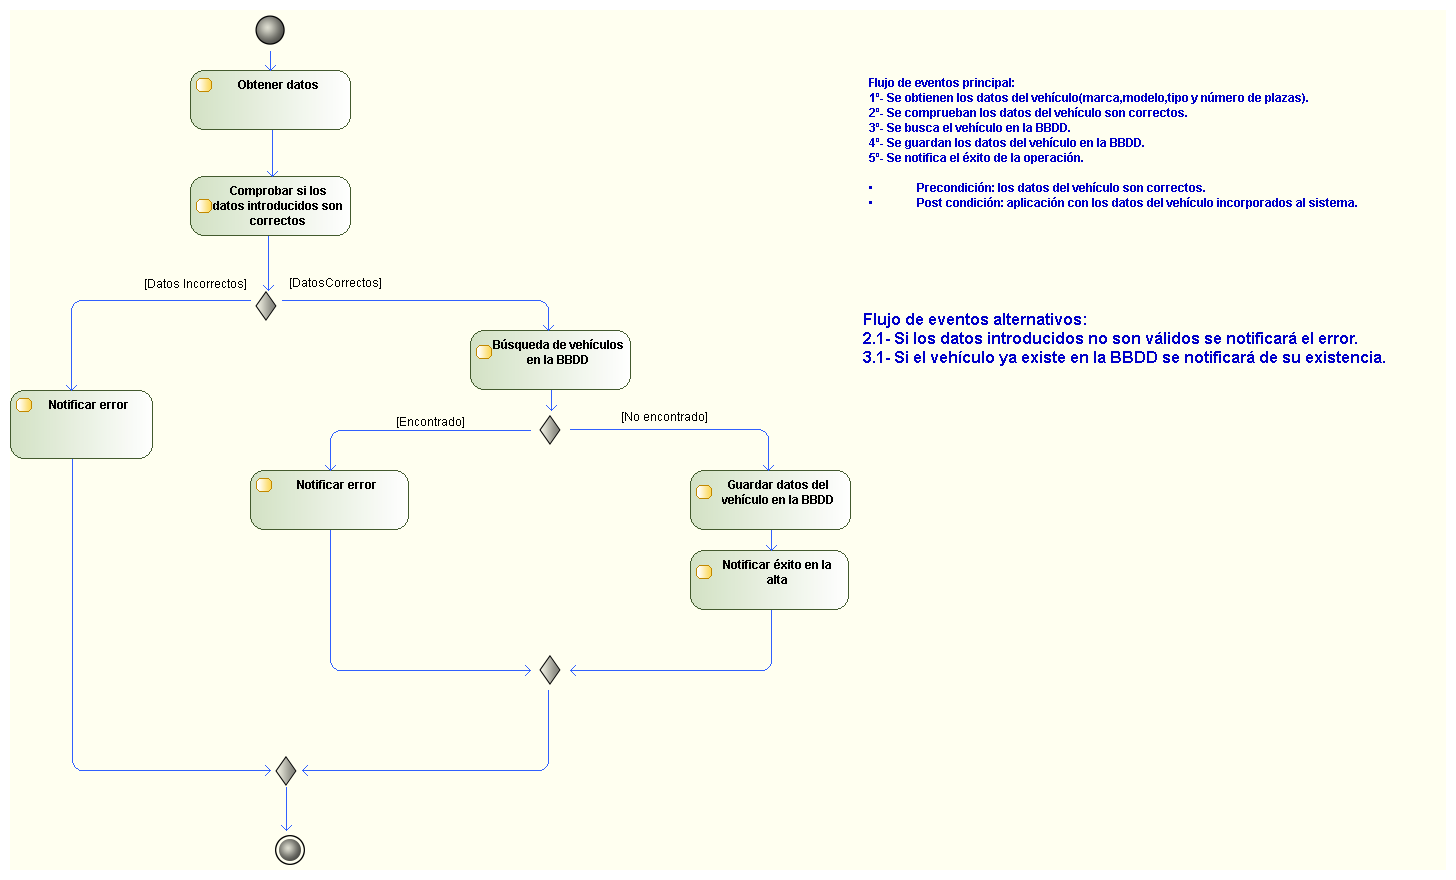 Obtener datos
Comprobar si los
datos introducidos son
correctos
[Datos Incorrectos]
[DatosCorrectos]
Búsqueda de vehículos
en la BBDD
Notificar error
[Encontrado]
[No encontrado]
Notificar error
Guardar datos del
vehículo en la BBDD
Notificar éxito en la
alta
Flujo de eventos principal:
1º- Se obtienen los datos del vehículo(marca,modelo,tipo y número de plazas).
2º- Se comprueban los datos del vehículo son correctos.
3º- Se busca el vehículo en la BBDD.
4º- Se guardan los datos del vehículo en la BBDD.
5º- Se notifica el éxito de la operación.
• Precondición: los datos del vehículo son correctos.
• Post condición: aplicación con los datos del vehículo incorporados al sistema.
Flujo de eventos alternativos:
2.1- Si los datos introducidos no son válidos se notificará el error.
3.1- Si el vehículo ya existe en la BBDD se notificará de su existencia.